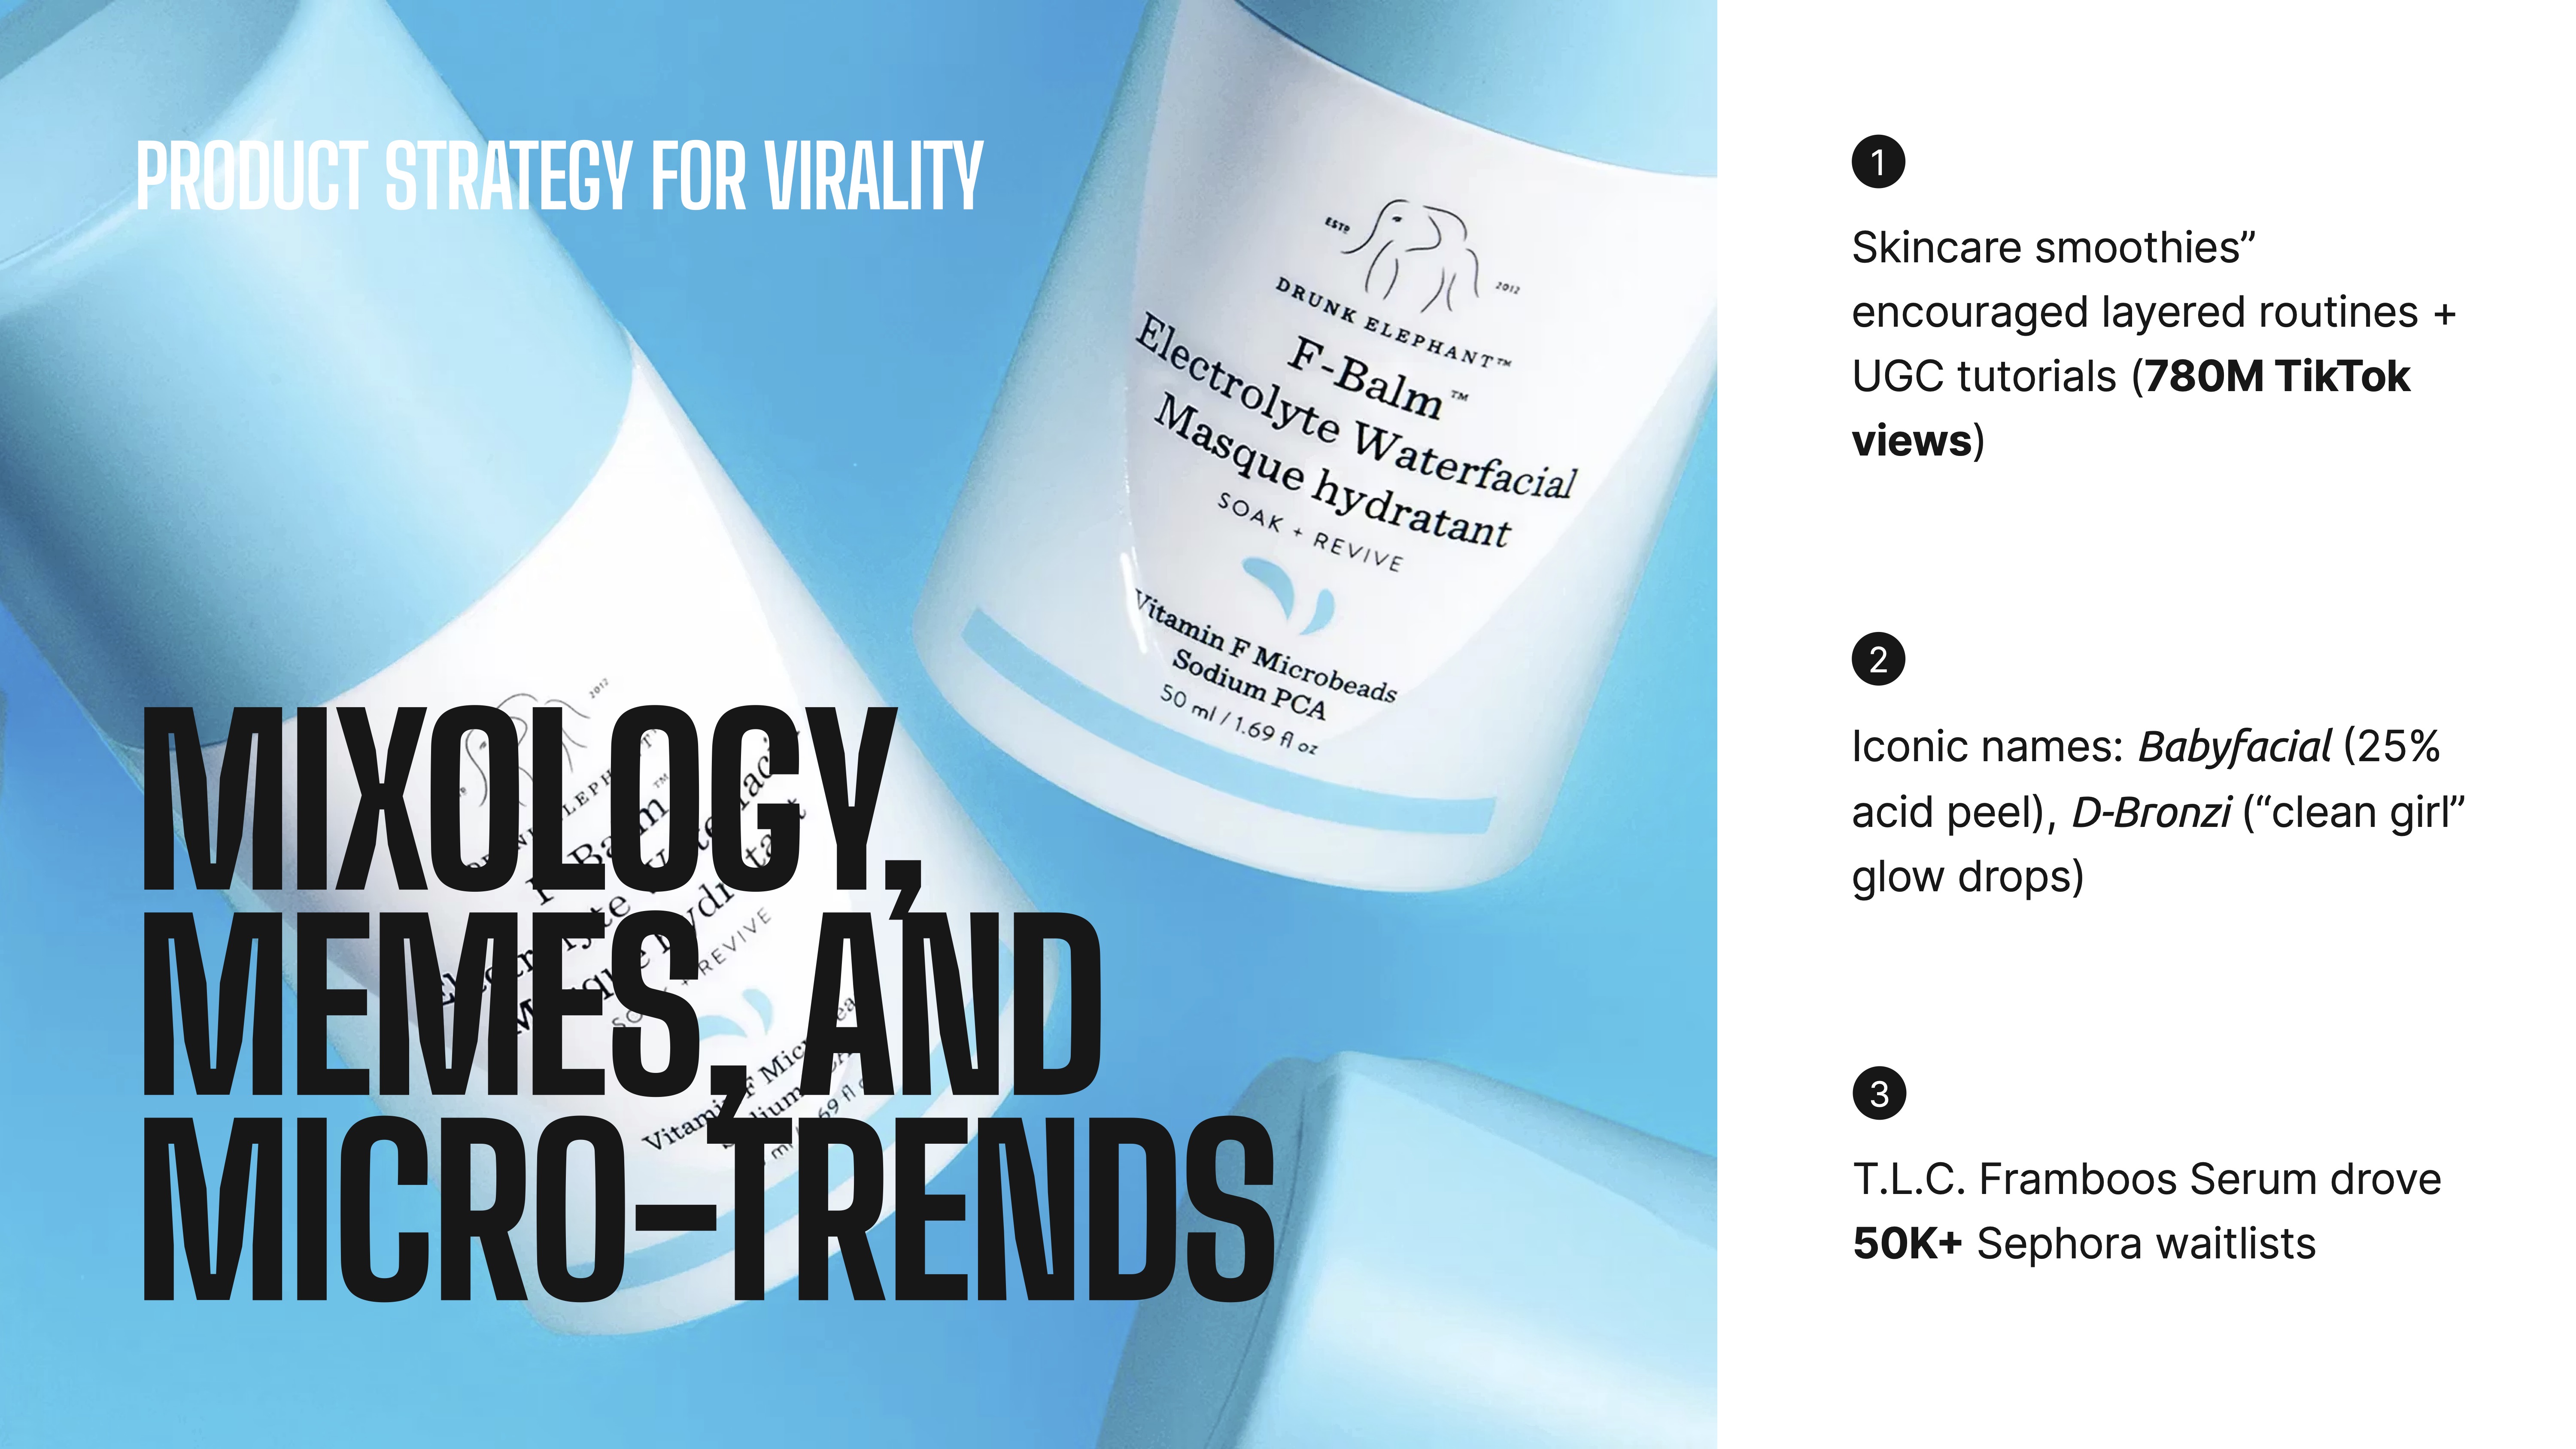 PRODUCT STRATEGY FOR VIRALITY
MIXOLOGY,
MEMES, AND
MICRO-TRENDS
ESTD
2012
DRUNK ELEPHANT™
F-Balm™
Electrolyte Waterfacial
Masque hydratant
SOAK + REVIVE
Vitamin F Microbeads
Sodium PCA
50 ml / 1.69 fl oz
2012
REVIVE
1
Skincare smoothies”
encouraged layered routines +
UGC tutorials (780M TikTok
views)
2
Iconic names: Babyfacial (25%
acid peel), D-Bronzi (“clean girl”
glow drops)
3
T.L.C. Framboos Serum drove
50K+ Sephora waitlists